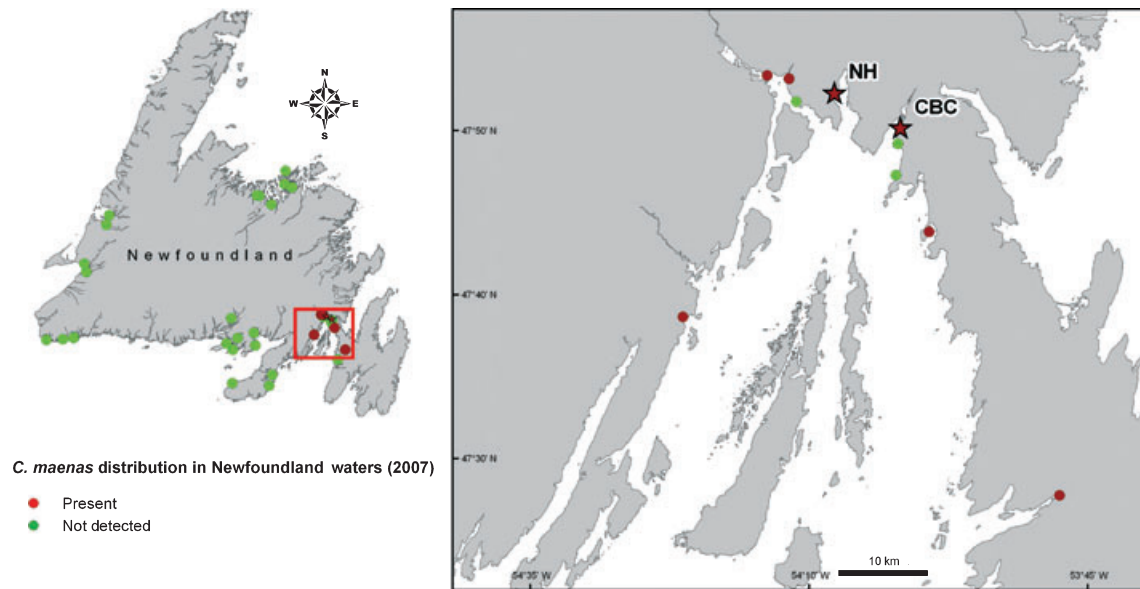 N
W E
S
Newfoundland
C. maenas distribution in Newfoundland waters (2007)
Present
Not detected
NH
CBC
47°50' N
47°40' N
47°30' N
10 km
54°35' W
54°10' W
53°45' W